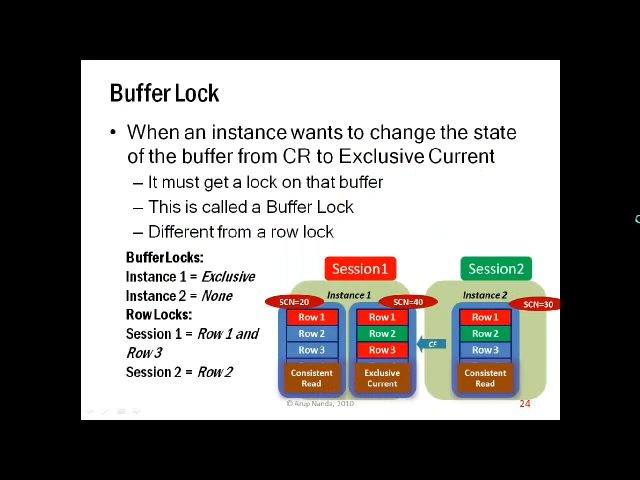 Buffer Lock
• When an instance wants to change the state
of the buffer from CR to Exclusive Current
– It must get a lock on that buffer
– This is called a Buffer Lock
– Different from a row lock
Buffer Locks:
Instance 1 = Exclusive
Instance 2 = None
Row Locks:
Session 1 = Row 1 and
Row 3
Session 2 = Row 2
Session1
Instance 1
SCN=20
Row 1
Row 2
Row 3
Consistent
Read
SCN=40
Row 1
Row 2
Row 3
Exclusive
Current
CF
Session2
Instance 2
SCN=30
Row 1
Row 2
Row 3
Consistent
Read
© Arup Nanda, 2010
24